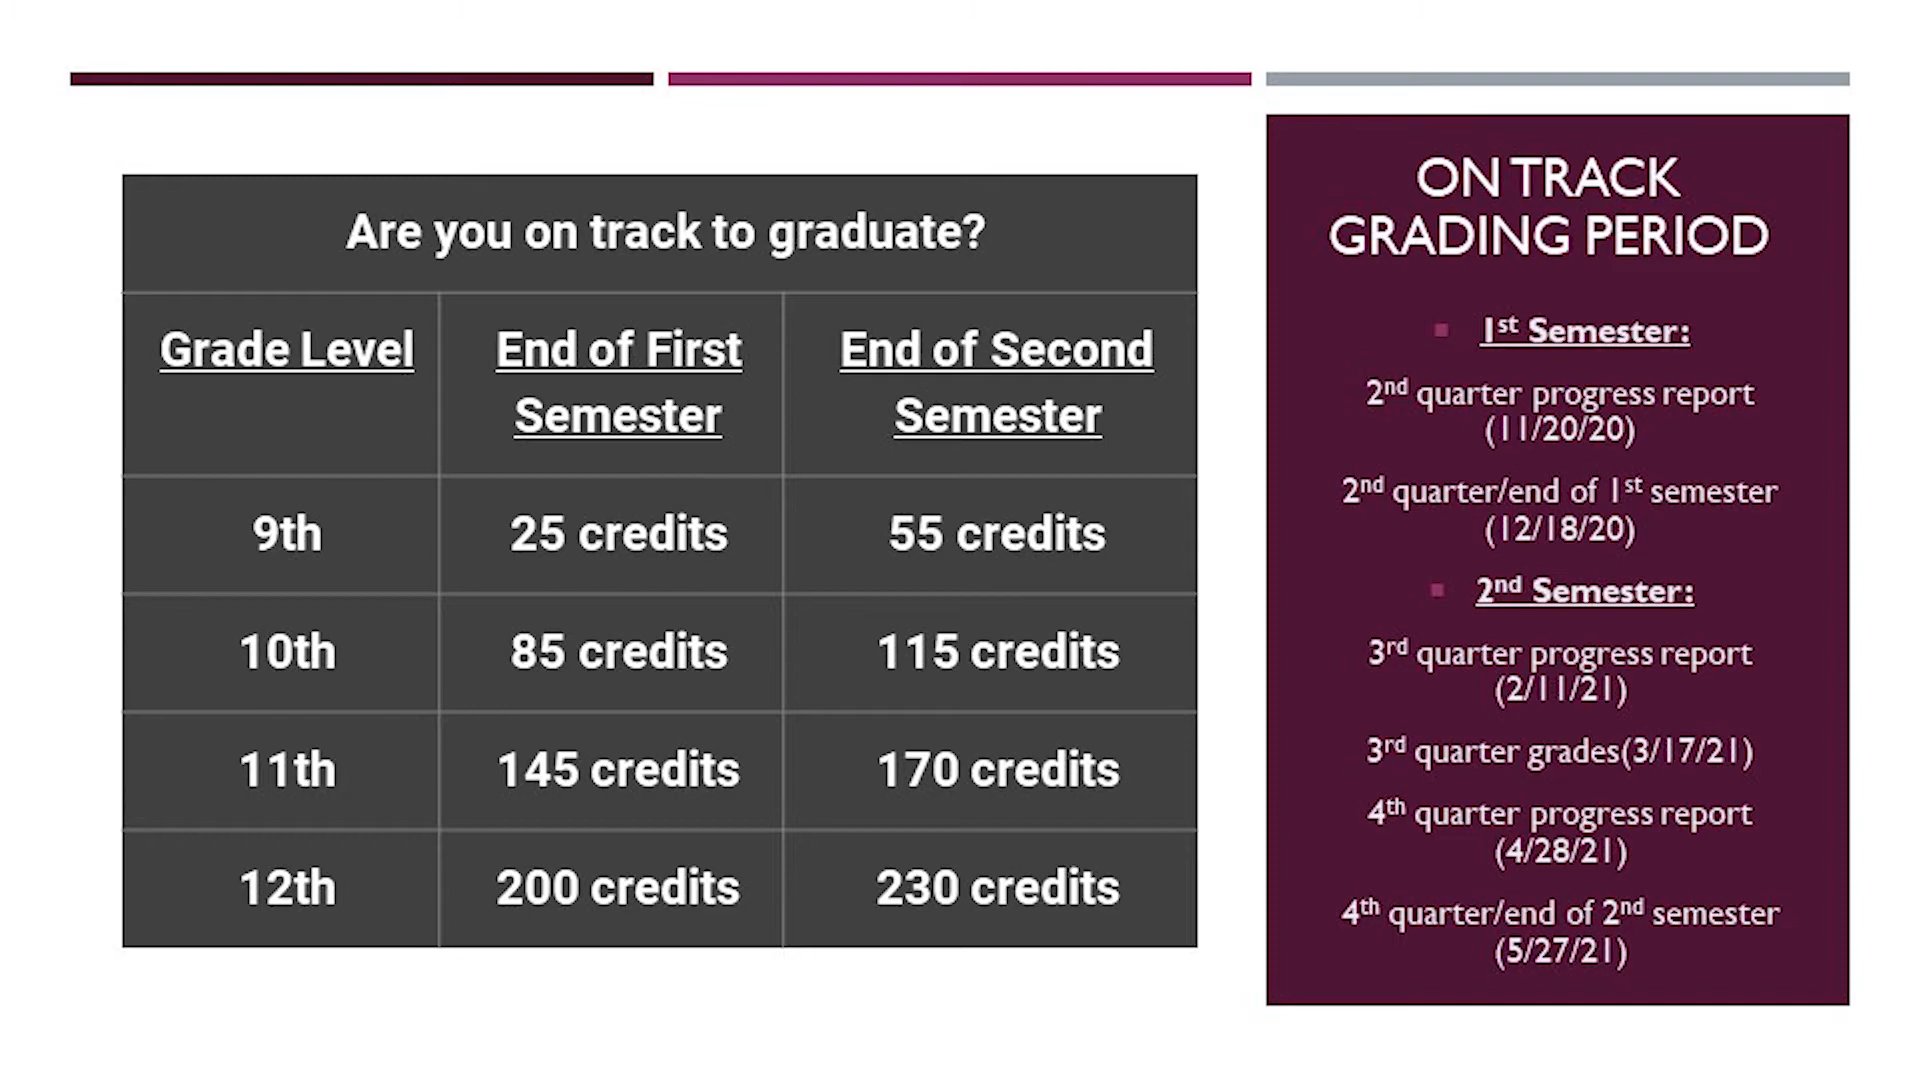 Are you on track to graduate?
Grade Level
End of First
Semester
End of Second
Semester
9th
25 credits
55 credits
10th
85 credits
115 credits
11th
145 credits
170 credits
12th
200 credits
230 credits
ON TRACK
GRADING PERIOD
1st Semester:
2nd quarter progress report
(11/20/20)
2nd quarter/end of 1st semester
(12/18/20)
2nd Semester:
3rd quarter progress report
(2/11/21)
3rd quarter grades(3/17/21)
4th quarter progress report
(4/28/21)
4th quarter/end of 2nd semester
(5/27/21)